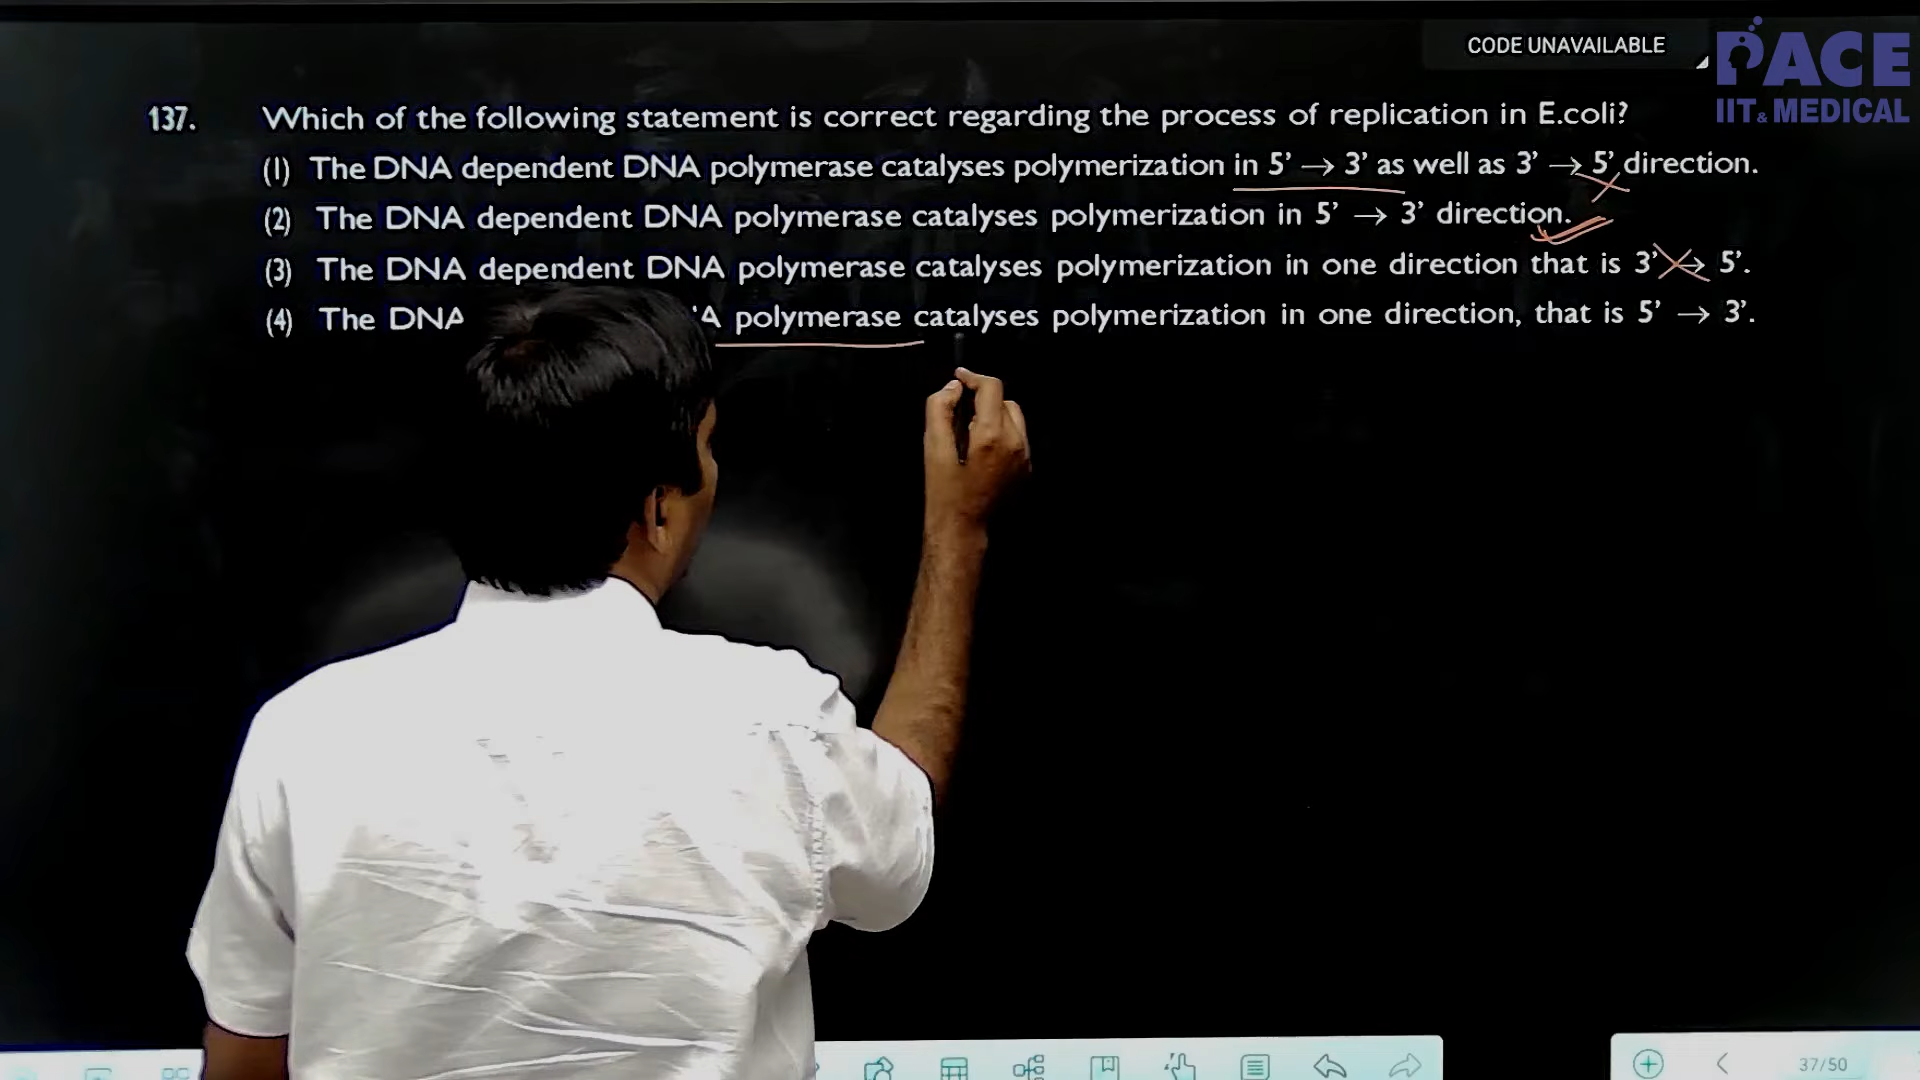 CODE UNAVAILABLE
PACE
IIT & MEDICAL
137. Which of the following statement is correct regarding the process of replication in E.coli?
(1) The DNA dependent DNA polymerase catalyses polymerization in 5’ → 3’ as well as 3’ → 5’ direction.
(2) The DNA dependent DNA polymerase catalyses polymerization in 5’ → 3’ direction.
(3) The DNA dependent DNA polymerase catalyses polymerization in one direction that is 3’ → 5’.
(4) The DNA polymerase catalyses polymerization in one direction, that is 5’ → 3’.
37/50